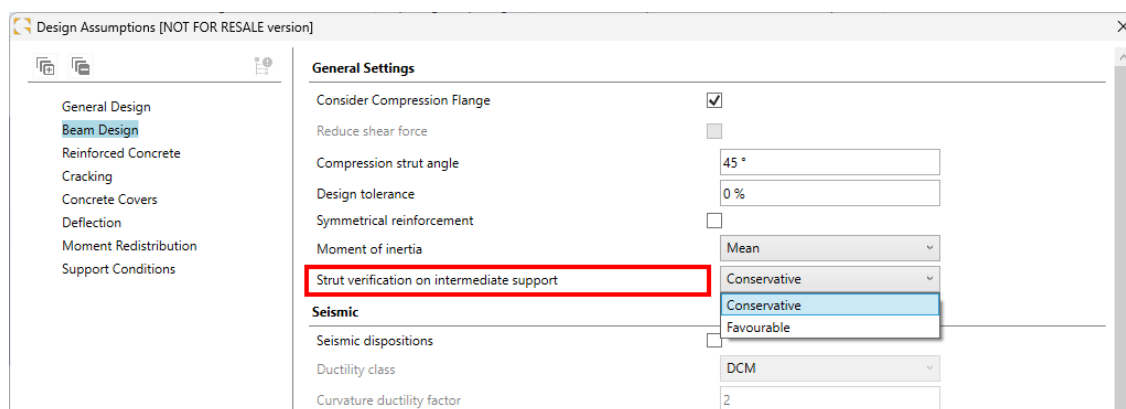 Design Assumptions [NOT FOR RESALE version]
General Settings
Consider Compression Flange
General Design
Beam Design
Reduce shear force
Reinforced Concrete
Compression strut angle
45 °
Cracking
Concrete Covers
Design tolerance
0 %
Deflection
Symmetrical reinforcement
Moment Redistribution
Moment of inertia
Mean
Support Conditions
Strut verification on intermediate support
Conservative
Conservative
Favourable
Seismic
Seismic dispositions
Ductility class
DCM
Curvature ductility factor
2